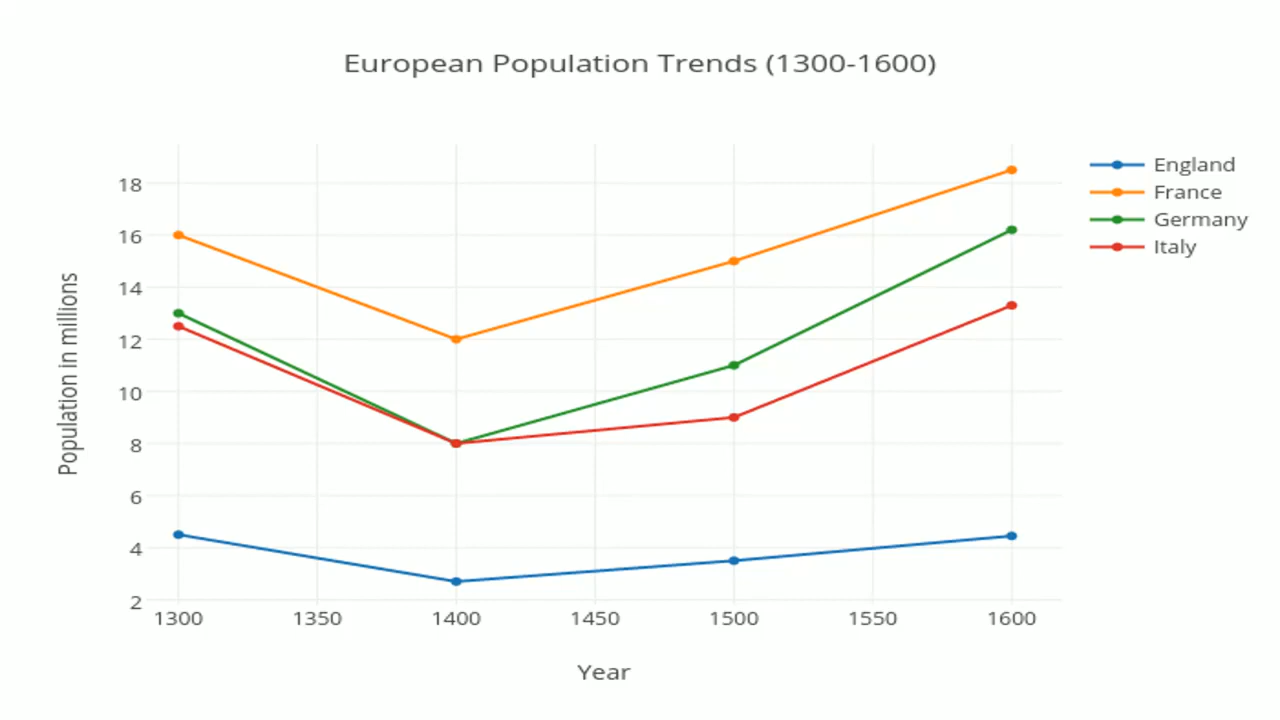 European Population Trends (1300-1600)
England
France
Germany
Italy
Population in millions
18
16
14
12
10
8
6
4
2
1300 1350 1400 1450 1500 1550 1600
Year